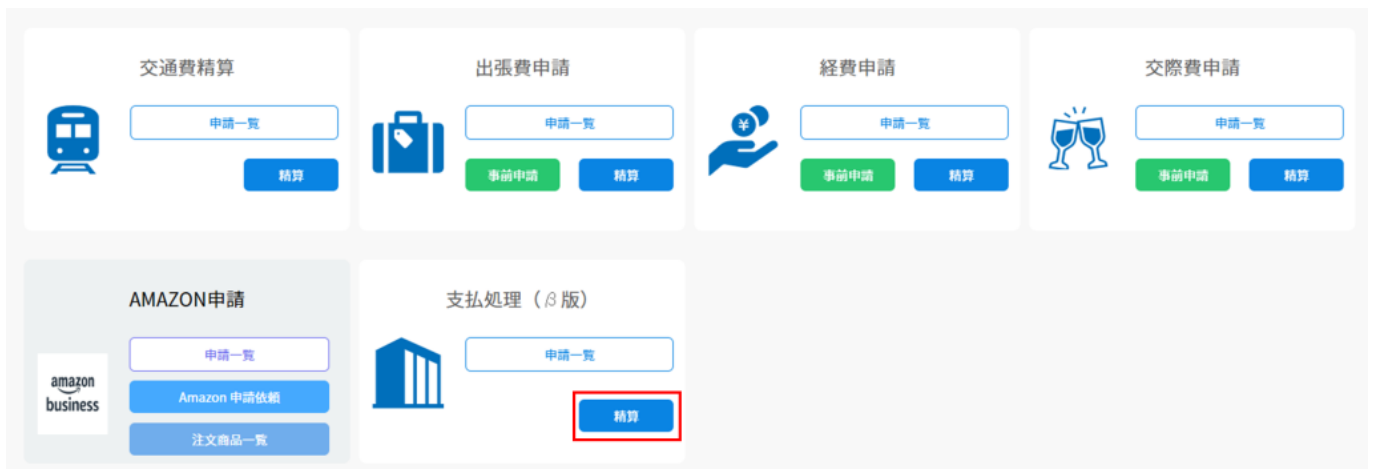 交通費精算
申請一覧
精算
出張費申請
申請一覧
事前申請
精算
経費申請
¥
申請一覧
事前申請
精算
交際費申請
申請一覧
事前申請
精算
AMAZON申請
amazon
business
申請一覧
Amazon 申請依頼
注文商品一覧
支払処理（β版）
申請一覧
精算